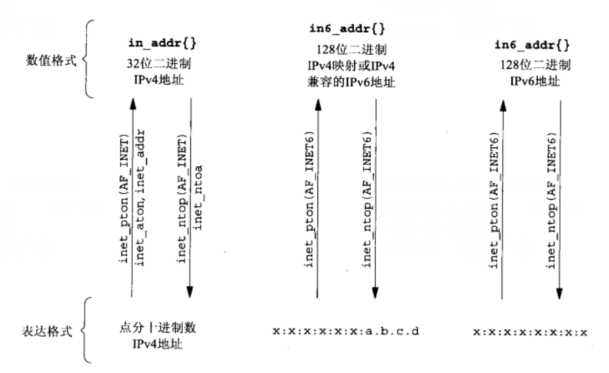 in_addr{}
32位二进制
IPv4地址
in6_addr{}
128位二进制
IPv4映射或IPv4
兼容的IPv6地址
in6_addr{}
128位二进制
IPv6地址
数值格式
inet_pton(AF_INET)
inet_aton,inet_addr
inet_ntop(AF_INET)
inet_ntoa
inet_pton(AF_INET6)
inet_ntop(AF_INET6)
inet_pton(AF_INET6)
inet_ntop(AF_INET6)
表达格式
点分十进制数
IPv4地址
x:x:x:x:x:x:a.b.c.d
x:x:x:x:x:x:x:x